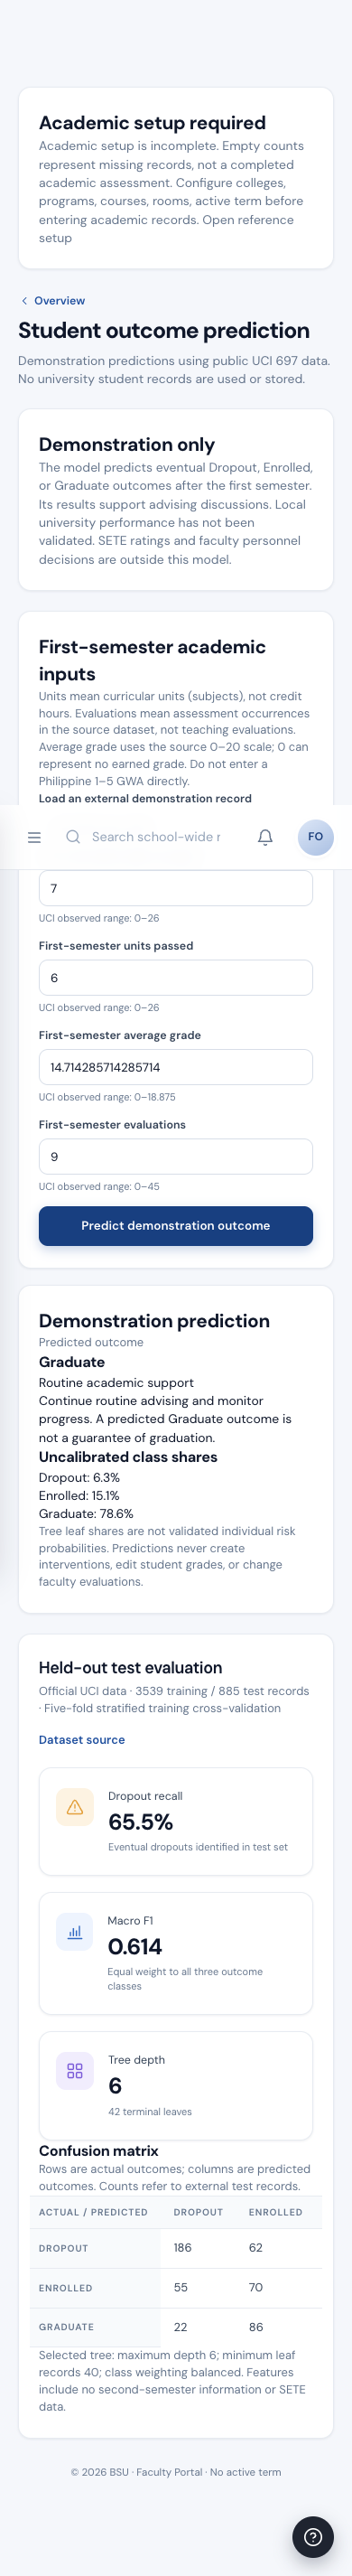 Academic setup required
Academic setup is incomplete. Empty counts
represent missing records, not a completed
academic assessment. Configure colleges,
programs, courses, rooms, active term before
entering academic records. Open reference
setup
Overview
Student outcome prediction
Demonstration predictions using public UCI 697 data.
No university student records are used or stored.
Demonstration only
The model predicts eventual Dropout, Enrolled,
or Graduate outcomes after the first semester.
Its results support advising discussions. Local
university performance has not been
validated. SETE ratings and faculty personnel
decisions are outside this model.
First-semester academic
inputs
Units mean curricular units (subjects), not credit
hours. Evaluations mean assessment occurrences
in the source dataset, not teaching evaluations.
Average grade uses the source 0–20 scale; 0 can
represent no earned grade. Do not enter a
Philippine 1–5 GWA directly.
Load an external demonstration record
Search school-wide r
FO
7
UCI observed range: 0–26
First-semester units passed
6
UCI observed range: 0–26
First-semester average grade
14.714285714285714
UCI observed range: 0–18.875
First-semester evaluations
9
UCI observed range: 0–45
Predict demonstration outcome
Demonstration prediction
Predicted outcome
Graduate
Routine academic support
Continue routine advising and monitor
progress. A predicted Graduate outcome is
not a guarantee of graduation.
Uncalibrated class shares
Dropout: 6.3%
Enrolled: 15.1%
Graduate: 78.6%
Tree leaf shares are not validated individual risk
probabilities. Predictions never create
interventions, edit student grades, or change
faculty evaluations.
Held-out test evaluation
Official UCI data · 3539 training / 885 test records
· Five-fold stratified training cross-validation
Dataset source
Dropout recall
65.5%
Eventual dropouts identified in test set
Macro F1
0.614
Equal weight to all three outcome
classes
Tree depth
6
42 terminal leaves
Confusion matrix
Rows are actual outcomes; columns are predicted
outcomes. Counts refer to external test records.
ACTUAL / PREDICTED DROPOUT ENROLLED
DROPOUT 186 62
ENROLLED 55 70
GRADUATE 22 86
Selected tree: maximum depth 6; minimum leaf
records 40; class weighting balanced. Features
include no second-semester information or SETE
data.
© 2026 BSU · Faculty Portal · No active term